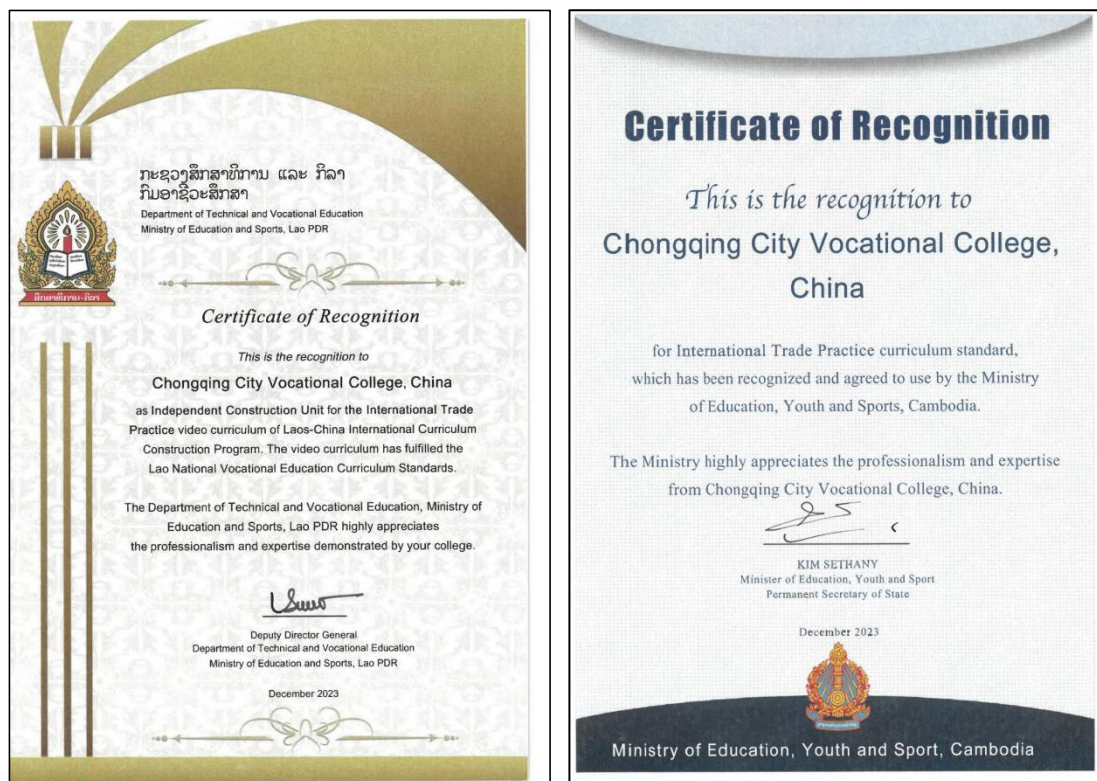 ກະຊວງສຶກສາທິການ ແລະ ກິລາ
ກົມອາຊີວະສຶກສາ
Department of Technical and Vocational Education
Ministry of Education and Sports, Lao PDR
Certificate of Recognition
This is the recognition to
Chongqing City Vocational College, China
as Independent Construction Unit for the International Trade
Practice video curriculum of Laos-China International Curriculum
Construction Program. The video curriculum has fulfilled the
Lao National Vocational Education Curriculum Standards.
The Department of Technical and Vocational Education, Ministry of
Education and Sports, Lao PDR highly appreciates
the professionalism and expertise demonstrated by your college.
Deputy Director General
Department of Technical and Vocational Education
Ministry of Education and Sports, Lao PDR
December 2023
Certificate of Recognition
This is the recognition to
Chongqing City Vocational College,
China
for International Trade Practice curriculum standard,
which has been recognized and agreed to use by the Ministry
of Education, Youth and Sports, Cambodia.
The Ministry highly appreciates the professionalism and expertise
from Chongqing City Vocational College, China.
KIM SETHANY
Minister of Education, Youth and Sport
Permanent Secretary of State
December 2023
Ministry of Education, Youth and Sport, Cambodia